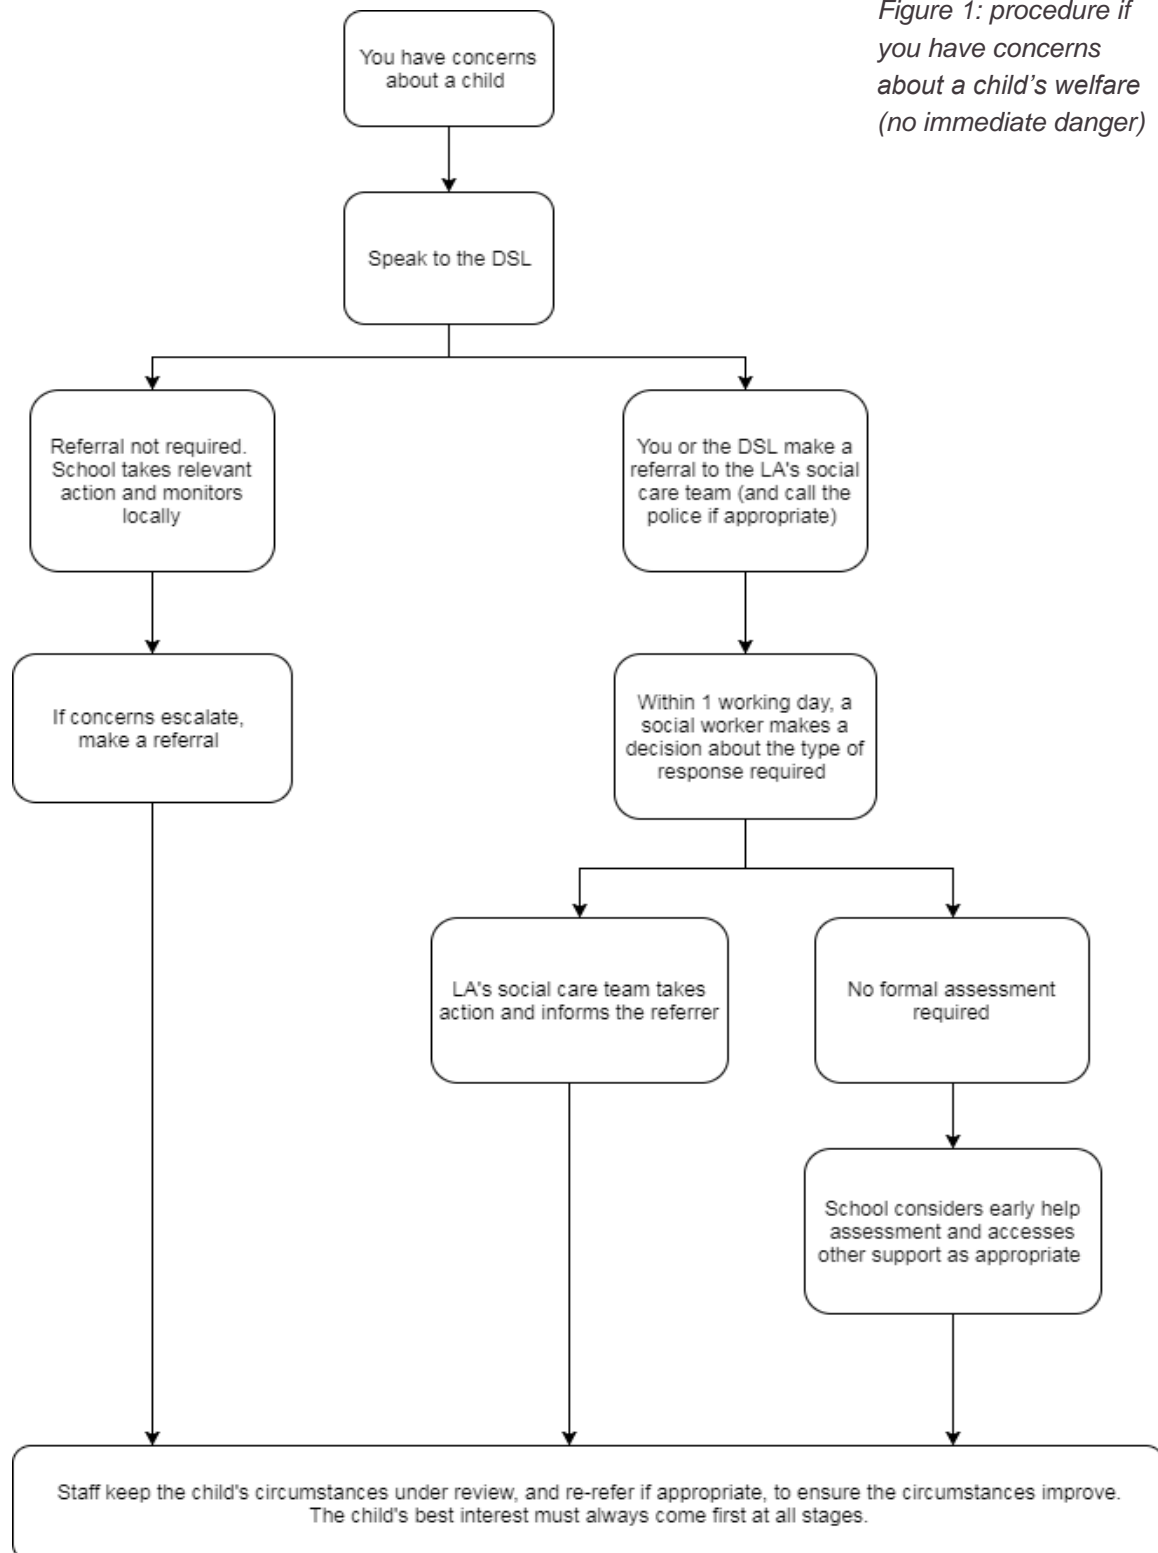 Figure 1: procedure if
you have concerns
about a child’s welfare
(no immediate danger)
You have concerns
about a child
Speak to the DSL
Referral not required.
School takes relevant
action and monitors
locally
You or the DSL make a
referral to the LA's social
care team (and call the
police if appropriate)
If concerns escalate,
make a referral
Within 1 working day, a
social worker makes a
decision about the type of
response required
LA's social care team takes
action and informs the referrer
No formal assessment
required
School considers early help
assessment and accesses
other support as appropriate
Staff keep the child's circumstances under review, and re-refer if appropriate, to ensure the circumstances improve.
The child's best interest must always come first at all stages.